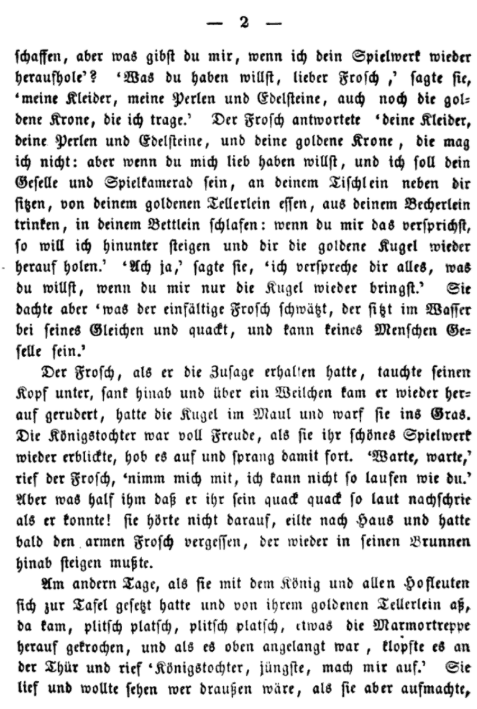 — 2 —
schaffen, aber was gibst du mir, wenn ich dein Spielwerk wieder
heraufhole’? ‘Was du haben willst, lieber Frosch,’ sagte sie,
‘meine Kleider, meine Perlen und Edelsteine, auch noch die gol-
dene Krone, die ich trage.’ Der Frosch antwortete ‘deine Kleider,
deine Perlen und Edelsteine, und deine goldene Krone, die mag
ich nicht: aber wenn du mich lieb haben willst, und ich soll dein
Geselle und Spielkamerad sein, an deinem Tischlein neben dir
sitzen, von deinem goldenen Tellerlein essen, aus deinem Becherlein
trinken, in deinem Bettlein schlafen: wenn du mir das versprichst,
so will ich hinunter steigen und dir die goldene Kugel wieder
herauf holen.’ ‘Ach ja,’ sagte sie, ‘ich verspreche dir alles, was
du willst, wenn du mir nur die Kugel wieder bringst.’ Sie
dachte aber ‘was der einfältige Frosch schwätzt, der sitzt im Wasser
bei seines Gleichen und quackt, und kann keines Menschen Ge-
selle sein.’
Der Frosch, als er die Zusage erhalten hatte, tauchte seinen
Kopf unter, sank hinab und über ein Weilchen kam er wieder her-
auf gerudert, hatte die Kugel im Maul und warf sie ins Gras.
Die Königstochter war voll Freude, als sie ihr schönes Spielwerk
wieder erblickte, hob es auf und sprang damit fort. ‘Warte, warte,’
rief der Frosch, ‘nimm mich mit, ich kann nicht so laufen wie du.’
Aber was half ihm daß er ihr sein quack quack so laut nachschrie
als er konnte! sie hörte nicht darauf, eilte nach Haus und hatte
bald den armen Frosch vergessen, der wieder in seinen Brunnen
hinab steigen mußte.
Am andern Tage, als sie mit dem König und allen Hofleuten
sich zur Tafel gesetzt hatte und von ihrem goldenen Tellerlein aß,
da kam, plitsch platsch, plitsch platsch, etwas die Marmortreppe
herauf gekrochen, und als es oben angelangt war, klopfte es an
der Thür und rief ‘Königstochter, jüngste, mach mir auf.’ Sie
lief und wollte sehen wer draußen wäre, als sie aber aufmachte,